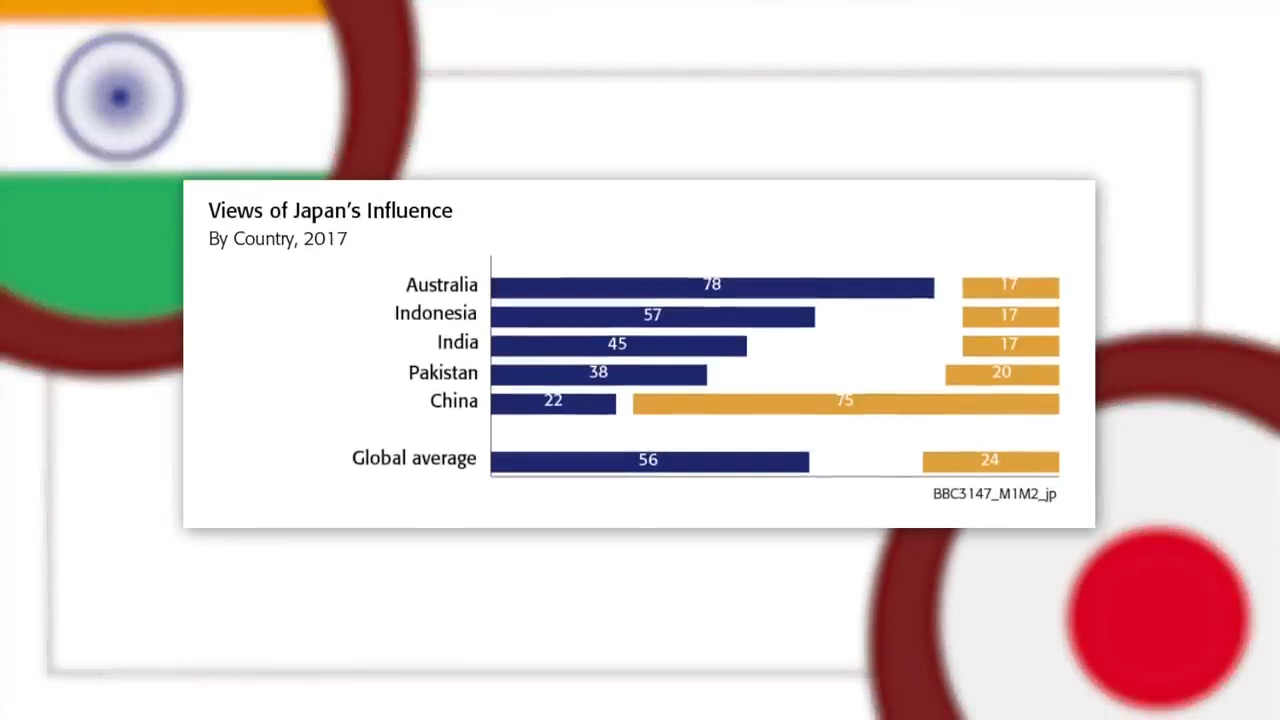 Views of Japan's Influence
By Country, 2017
Australia 78 17
Indonesia 57 17
India 45 17
Pakistan 38 20
China 22 75
Global average 56 24
BBC3147_M1M2_jp